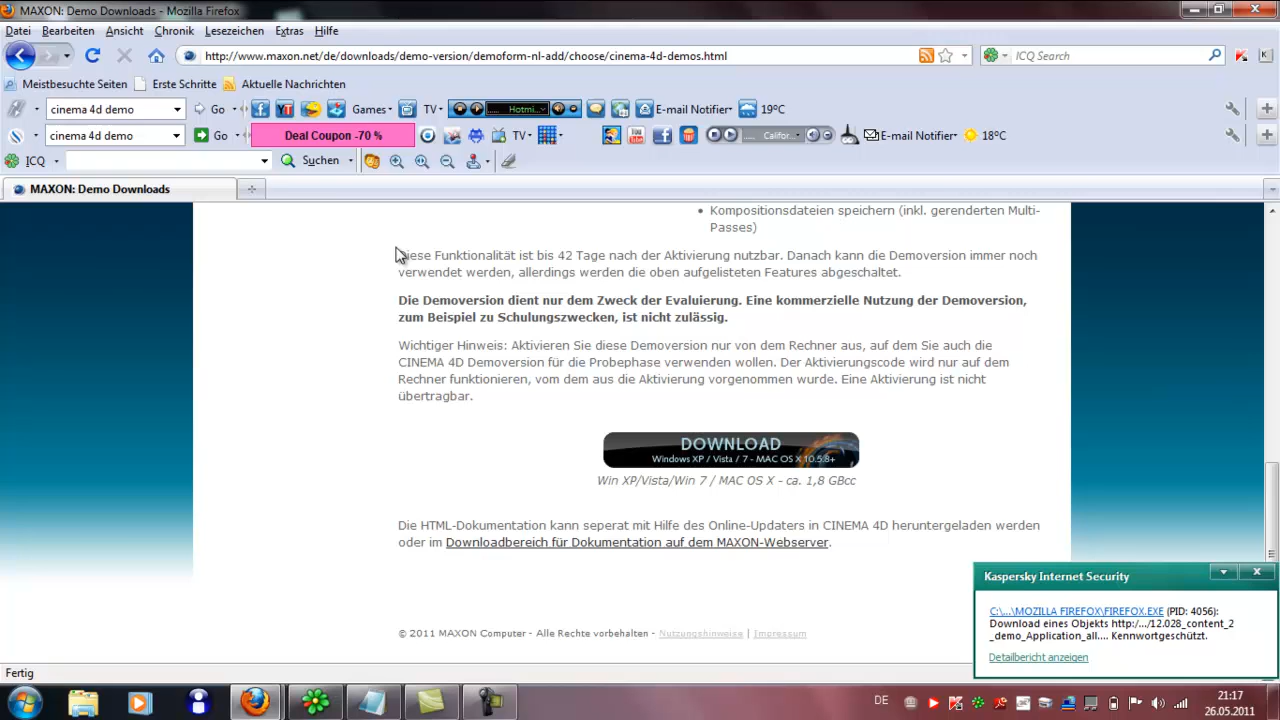 MAXON: Demo Downloads - Mozilla Firefox
Datei Bearbeiten Ansicht Chronik Lesezeichen Extras Hilfe
http://www.maxon.net/de/downloads/demo-version/demoform-nl-add/choose/cinema-4d-demos.html
ICQ Search
Meistbesuchte Seiten Erste Schritte Aktuelle Nachrichten
cinema 4d demo Go Games TV Hotmi... E-mail Notifier 19°C
cinema 4d demo Go Deal Coupon -70 % TV Califor... E-mail Notifier 18°C
ICQ Suchen
MAXON: Demo Downloads
• Kompositionsdateien speichern (inkl. gerenderten Multi-
Passes)
Diese Funktionalität ist bis 42 Tage nach der Aktivierung nutzbar. Danach kann die Demoversion immer noch
verwendet werden, allerdings werden die oben aufgelisteten Features abgeschaltet.
Die Demoversion dient nur dem Zweck der Evaluierung. Eine kommerzielle Nutzung der Demoversion,
zum Beispiel zu Schulungszwecken, ist nicht zulässig.
Wichtiger Hinweis: Aktivieren Sie diese Demoversion nur von dem Rechner aus, auf dem Sie auch die
CINEMA 4D Demoversion für die Probephase verwenden wollen. Der Aktivierungscode wird nur auf dem
Rechner funktionieren, vom dem aus die Aktivierung vorgenommen wurde. Eine Aktivierung ist nicht
übertragbar.
DOWNLOAD
Windows XP / Vista / 7 - MAC OS X 10.5.8+
Win XP/Vista/Win 7 / MAC OS X - ca. 1,8 GBcc
Die HTML-Dokumentation kann seperat mit Hilfe des Online-Updaters in CINEMA 4D heruntergeladen werden
oder im Downloadbereich für Dokumentation auf dem MAXON-Webserver.
© 2011 MAXON Computer - Alle Rechte vorbehalten - Nutzungshinweise | Impressum
Kaspersky Internet Security
C:\...\MOZILLA FIREFOX\FIREFOX.EXE (PID: 4056):
Download eines Objekts http:/.../12.028_content_2
_demo_Application_all.... Kennwortgeschützt.
Detailbericht anzeigen
Fertig
DE
21:17
26.05.2011